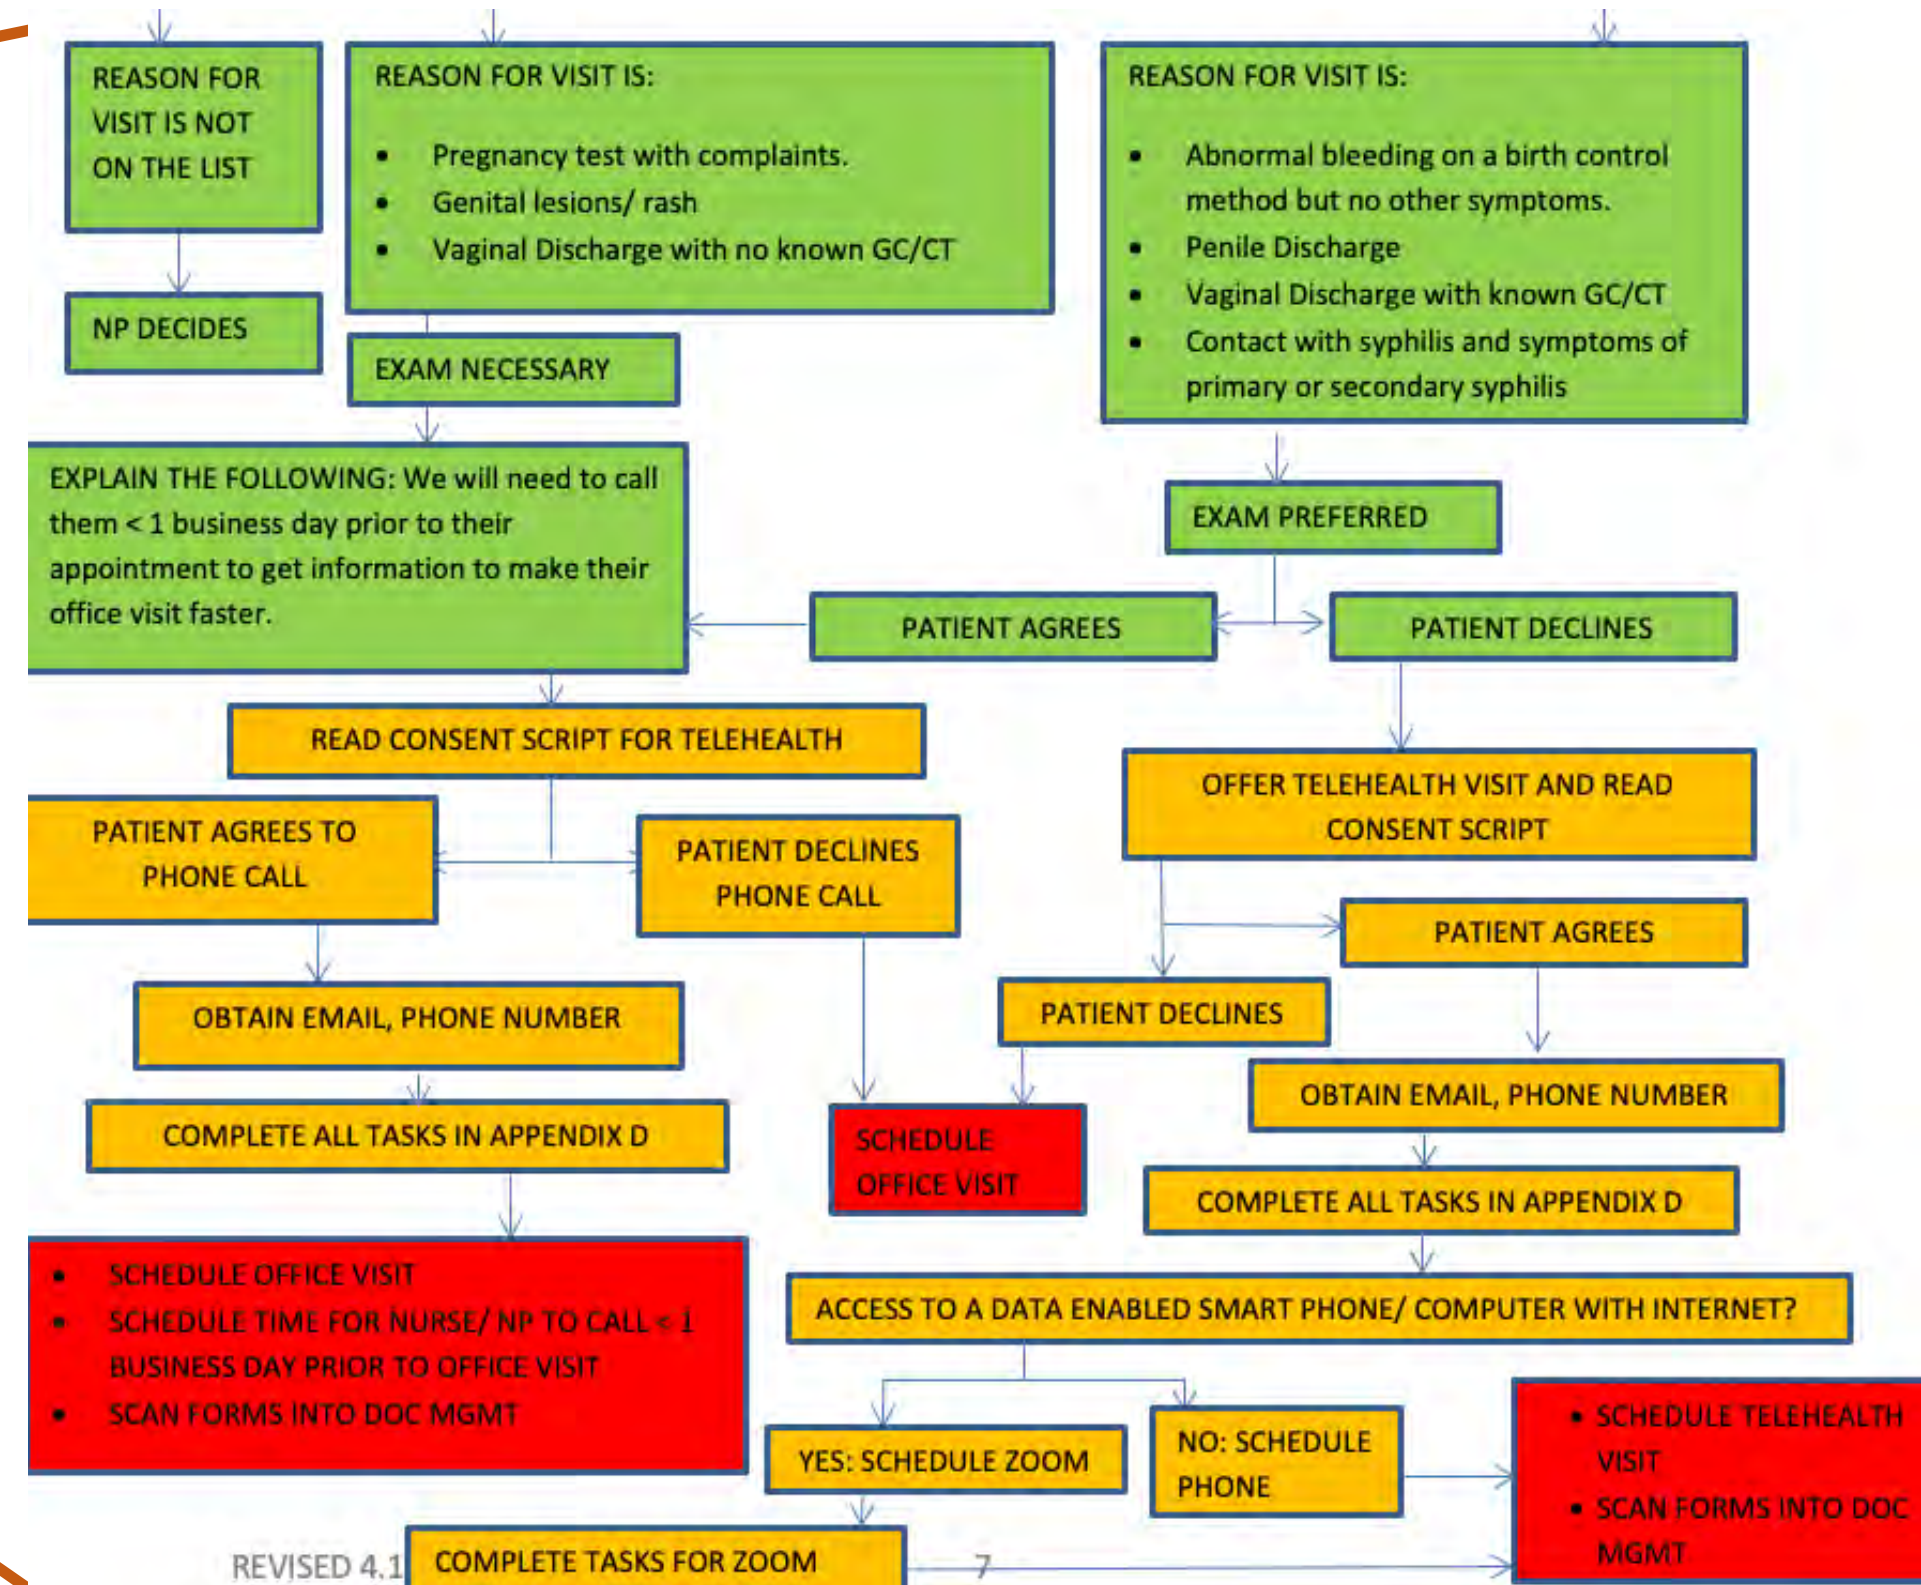 REASON FOR
VISIT IS NOT
ON THE LIST
NP DECIDES
REASON FOR VISIT IS:
• Pregnancy test with complaints.
• Genital lesions/ rash
• Vaginal Discharge with no known GC/CT
EXAM NECESSARY
REASON FOR VISIT IS:
• Abnormal bleeding on a birth control
method but no other symptoms.
• Penile Discharge
• Vaginal Discharge with known GC/CT
• Contact with syphilis and symptoms of
primary or secondary syphilis
EXAM PREFERRED
EXPLAIN THE FOLLOWING: We will need to call
them < 1 business day prior to their
appointment to get information to make their
office visit faster.
PATIENT AGREES
PATIENT DECLINES
READ CONSENT SCRIPT FOR TELEHEALTH
OFFER TELEHEALTH VISIT AND READ
CONSENT SCRIPT
PATIENT AGREES TO
PHONE CALL
PATIENT DECLINES
PHONE CALL
PATIENT AGREES
PATIENT DECLINES
OBTAIN EMAIL, PHONE NUMBER
OBTAIN EMAIL, PHONE NUMBER
COMPLETE ALL TASKS IN APPENDIX D
SCHEDULE
OFFICE VISIT
COMPLETE ALL TASKS IN APPENDIX D
• SCHEDULE OFFICE VISIT
• SCHEDULE TIME FOR NURSE/ NP TO CALL < 1
BUSINESS DAY PRIOR TO OFFICE VISIT
• SCAN FORMS INTO DOC MGMT
ACCESS TO A DATA ENABLED SMART PHONE/ COMPUTER WITH INTERNET?
YES: SCHEDULE ZOOM
NO: SCHEDULE
PHONE
• SCHEDULE TELEHEALTH
VISIT
• SCAN FORMS INTO DOC
MGMT
COMPLETE TASKS FOR ZOOM
REVISED 4.1
7